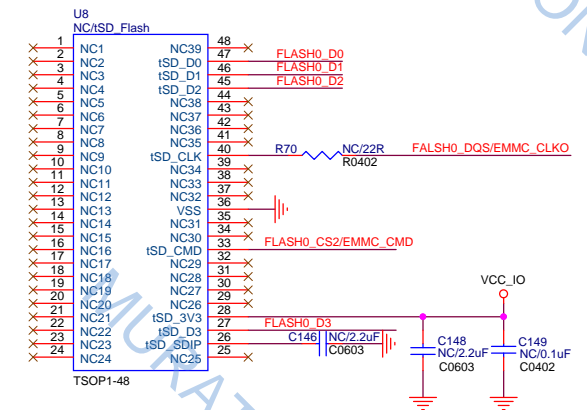 U8
NC/tSD_Flash
1 NC1 NC39 48
2 NC2 tSD_D0 47 FLASH0_D0
3 NC3 tSD_D1 46 FLASH0_D1
4 NC4 tSD_D2 45 FLASH0_D2
5 NC5 NC38 44
6 NC6 NC37 43
7 NC7 NC36 42
8 NC8 NC35 41
9 NC9 tSD_CLK 40 R70 NC/22R FALSH0_DQS/EMMC_CLKO
R0402
10 NC10 NC34 39
11 NC11 NC33 38
12 NC12 NC32 37
13 NC13 VSS 36
14 NC14 NC31 35
15 NC15 NC30 34
16 NC16 tSD_CMD 33 FLASH0_CS2/EMMC_CMD
17 NC17 NC29 32
18 NC18 NC28 31
19 NC19 NC27 30
20 NC20 NC26 29
VCC_IO
21 NC21 tSD_3V3 28
22 NC22 tSD_D3 27 FLASH0_D3
23 NC23 tSD_SDIP 26 C146 NC/2.2uF
C0603
24 NC24 NC25 25
C148
NC/2.2uF
C0603
C149
NC/0.1uF
C0402
TSOP1-48
MURAT
ON